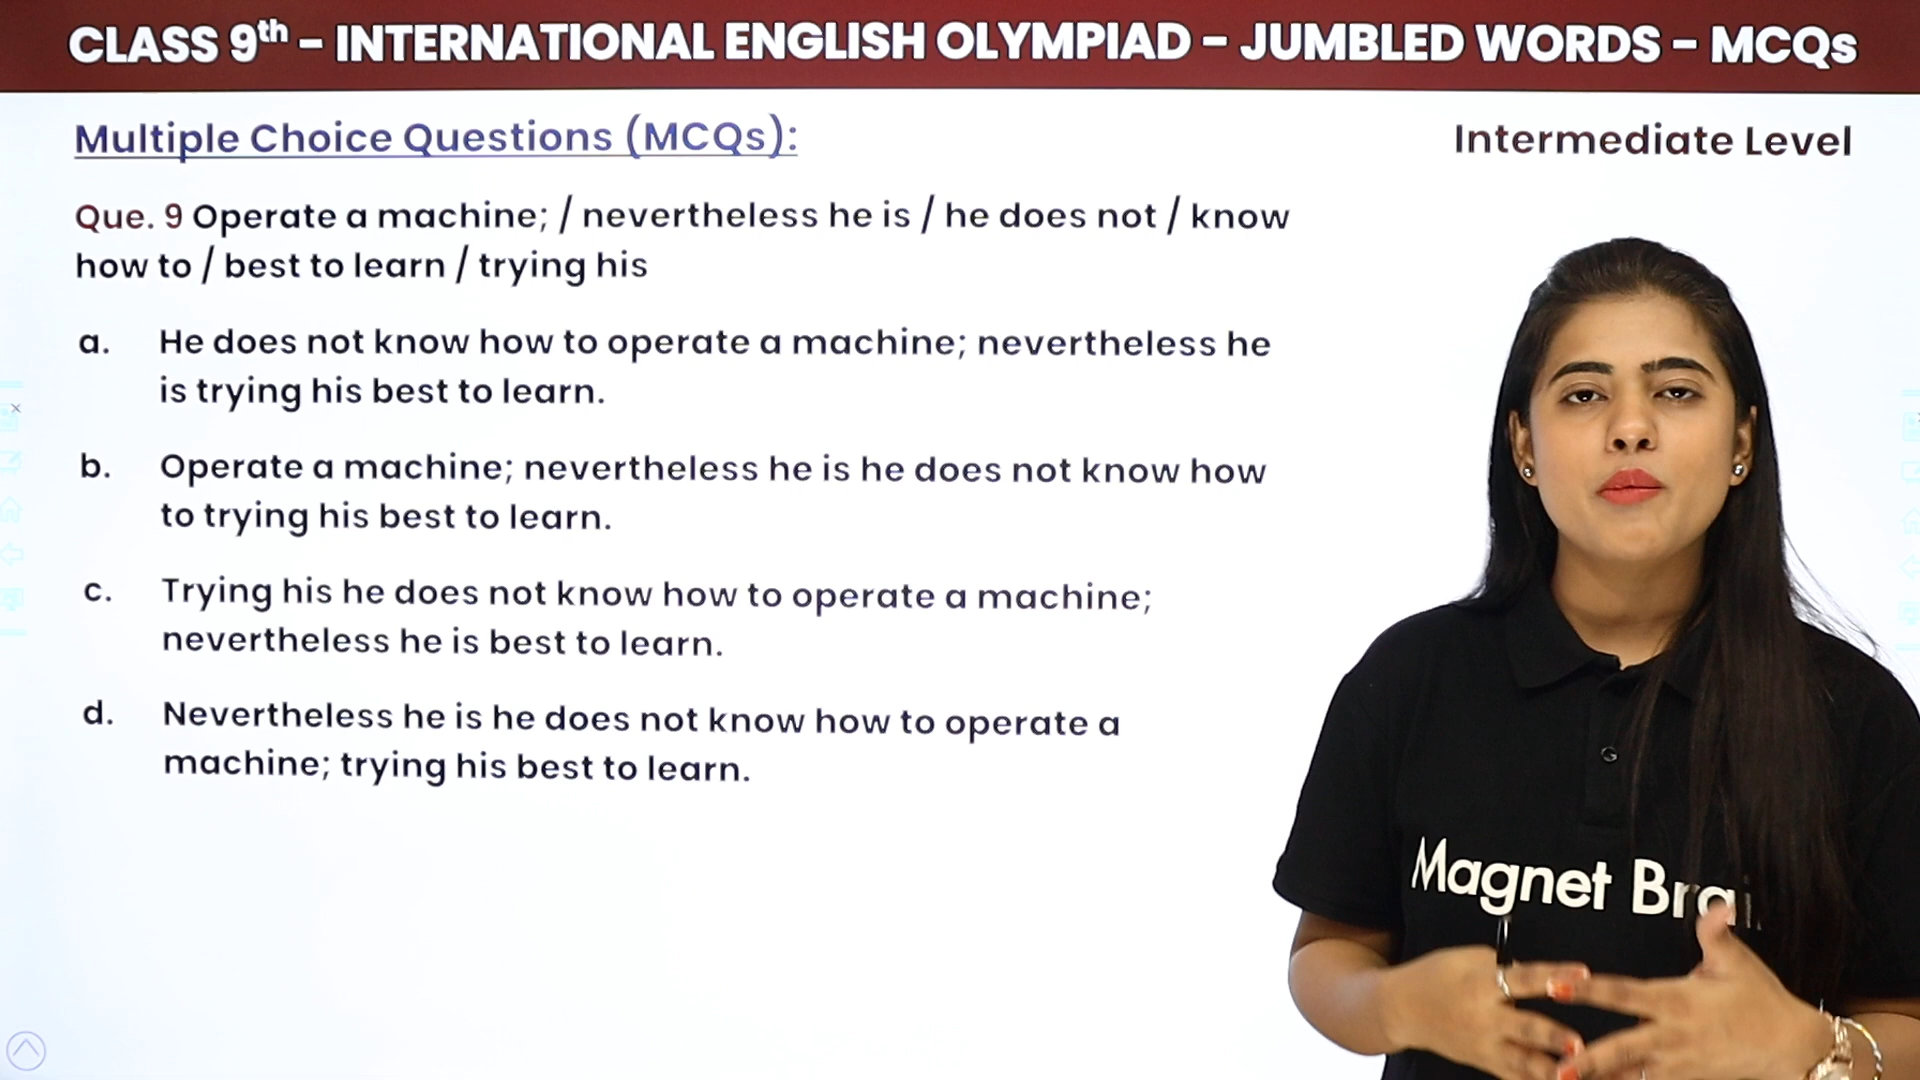 CLASS 9th – INTERNATIONAL ENGLISH OLYMPIAD – JUMBLED WORDS – MCQs
Multiple Choice Questions (MCQs):
Intermediate Level
Que. 9 Operate a machine; / nevertheless he is / he does not / know
how to / best to learn / trying his
a. He does not know how to operate a machine; nevertheless he
is trying his best to learn.
b. Operate a machine; nevertheless he is he does not know how
to trying his best to learn.
c. Trying his he does not know how to operate a machine;
nevertheless he is best to learn.
d. Nevertheless he is he does not know how to operate a
machine; trying his best to learn.
Magnet